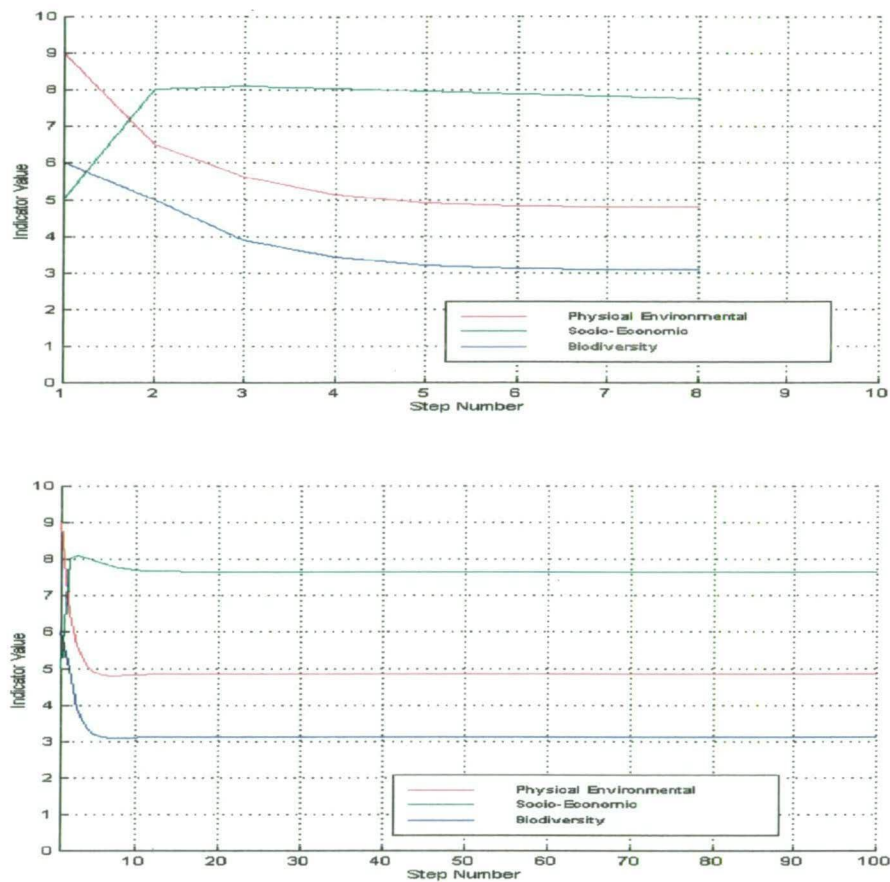 10
9
8
7
6
5
4
3
2
1
0
Indicator Value
Physical Environmental
Socio-Economic
Biodiversity
1 2 3 4 5 6 7 8 9 10
Step Number
10
9
8
7
6
5
4
3
2
1
0
Indicator Value
Physical Environmental
Socio-Economic
Biodiversity
10 20 30 40 50 60 70 80 90 100
Step Number